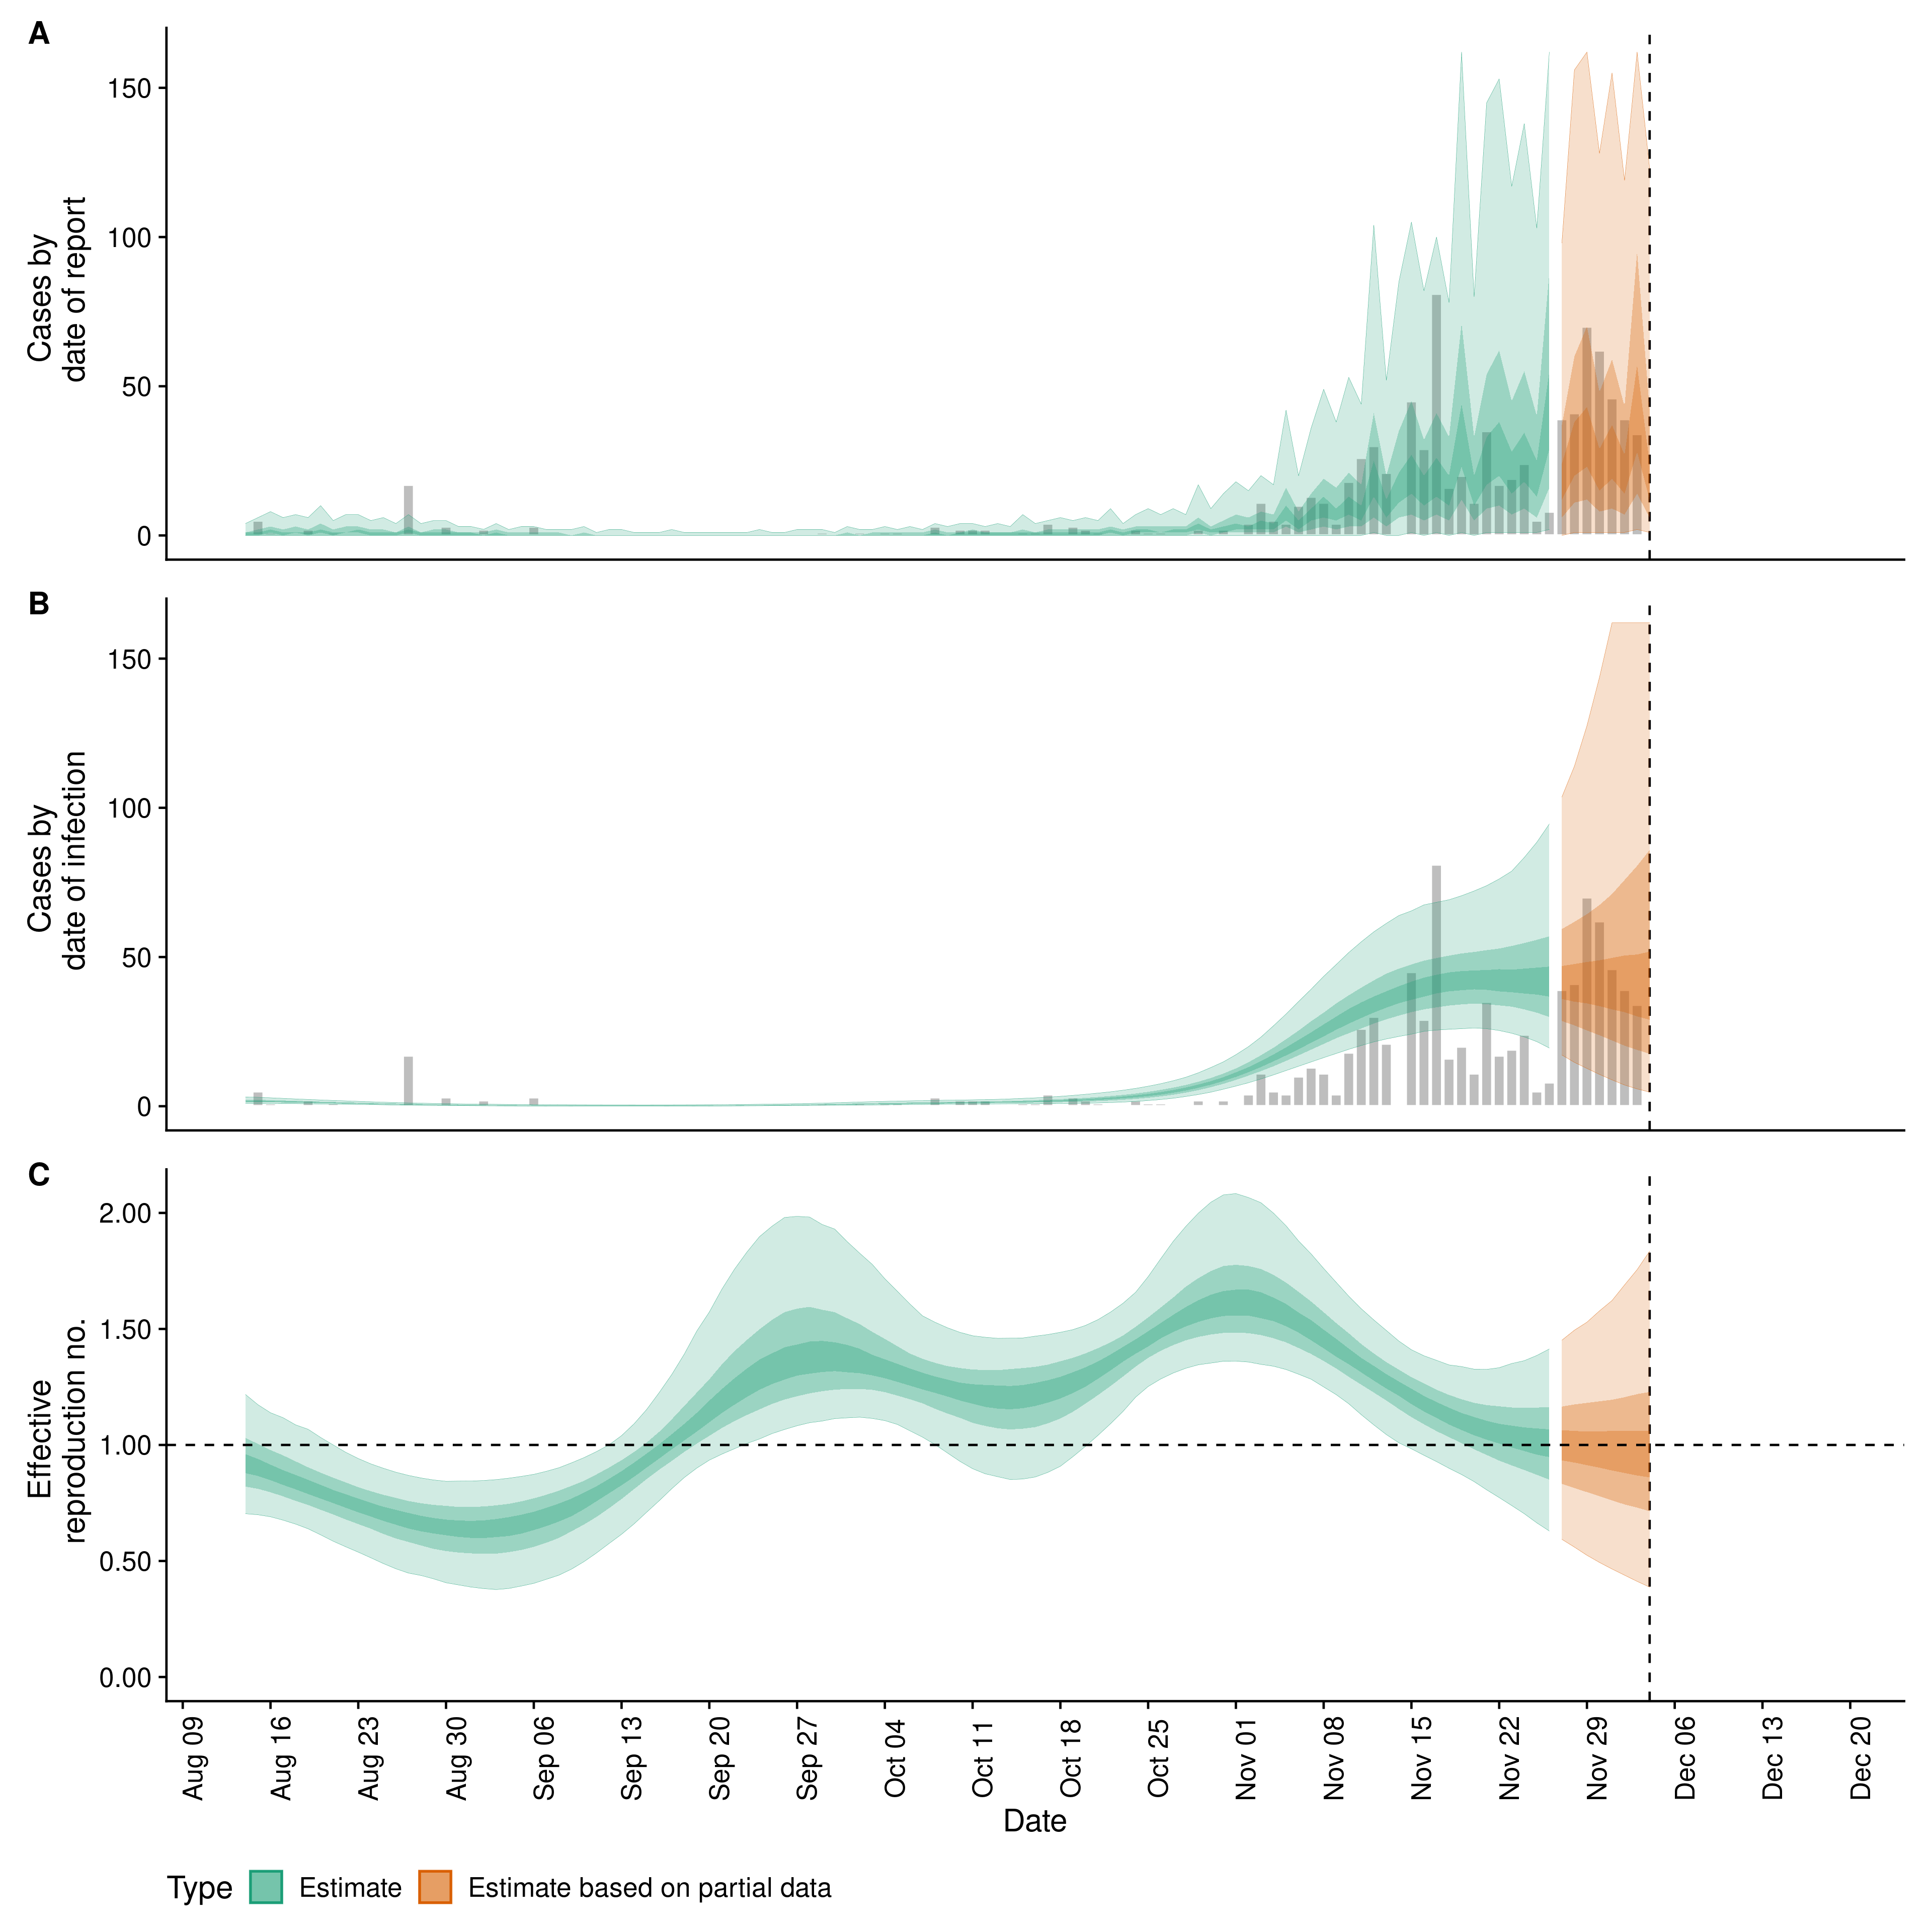 A
Cases by
date of report
150
100
50
0
B
Cases by
date of infection
150
100
50
0
C
Effective
reproduction no.
2.00
1.50
1.00
0.50
0.00
Aug 09
Aug 16
Aug 23
Aug 30
Sep 06
Sep 13
Sep 20
Sep 27
Oct 04
Oct 11
Oct 18
Oct 25
Nov 01
Nov 08
Nov 15
Nov 22
Nov 29
Dec 06
Dec 13
Dec 20
Date
Type Estimate Estimate based on partial data